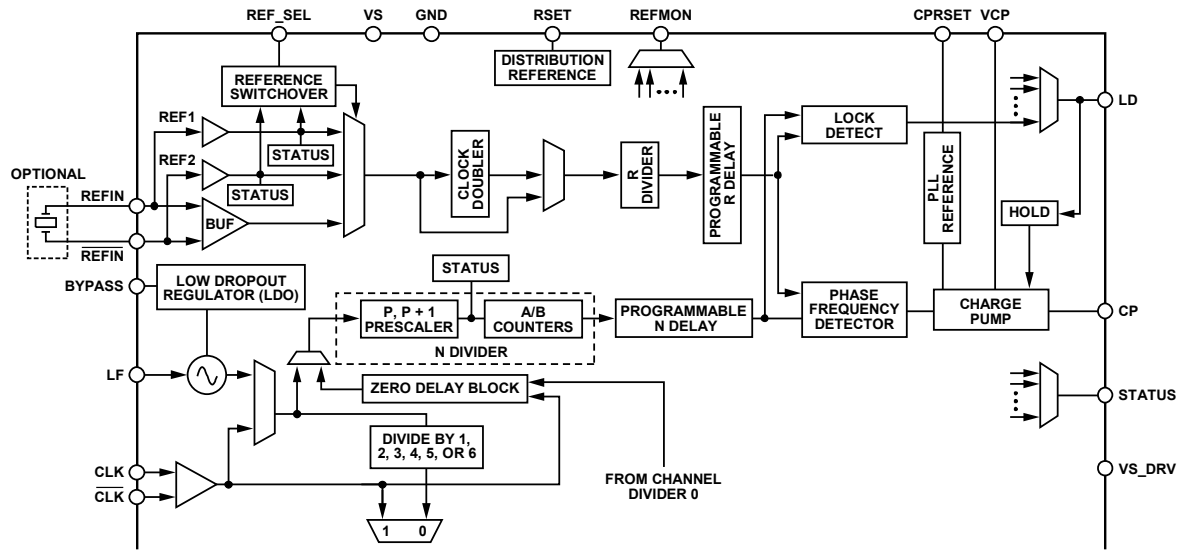 REF_SEL
VS
GND
RSET
REFMON
CPRSET
VCP
DISTRIBUTION
REFERENCE
REFERENCE
SWITCHOVER
REF1
STATUS
REF2
STATUS
OPTIONAL
REFIN
BUF
REFIN
CLOCK
DOUBLER
R
DIVIDER
PROGRAMMABLE
R DELAY
LOCK
DETECT
LD
PLL
REFERENCE
HOLD
BYPASS
LOW DROPOUT
REGULATOR (LDO)
STATUS
P, P + 1
PRESCALER
A/B
COUNTERS
N DIVIDER
PROGRAMMABLE
N DELAY
PHASE
FREQUENCY
DETECTOR
CHARGE
PUMP
CP
LF
ZERO DELAY BLOCK
STATUS
DIVIDE BY 1,
2, 3, 4, 5, OR 6
CLK
CLK
FROM CHANNEL
DIVIDER 0
VS_DRV
1 0